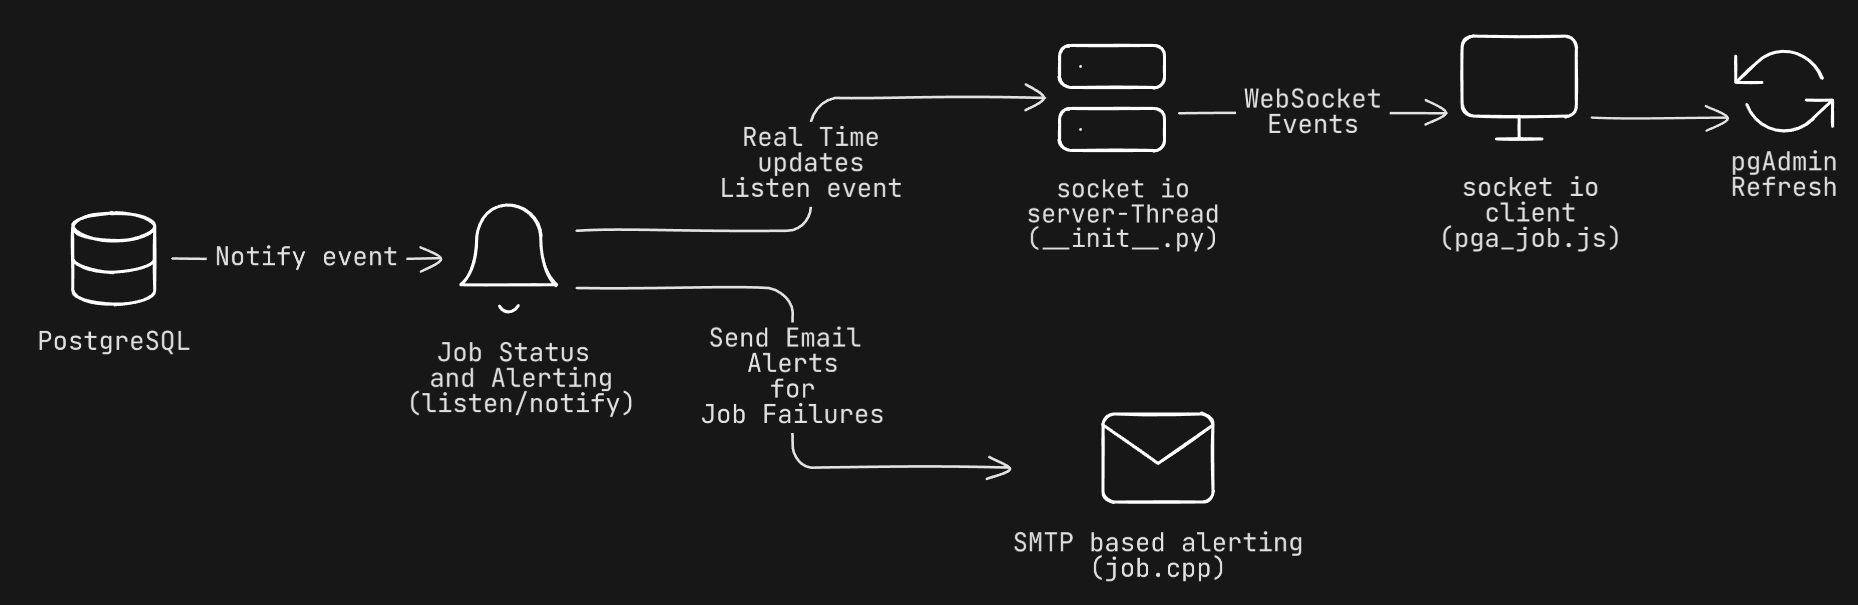 PostgreSQL
Notify event
Job Status
and Alerting
(listen/notify)
Real Time
updates
Listen event
socket io
server-Thread
(__init__.py)
WebSocket
Events
socket io
client
(pga_job.js)
pgAdmin
Refresh
Send Email
Alerts
for
Job Failures
SMTP based alerting
(job.cpp)